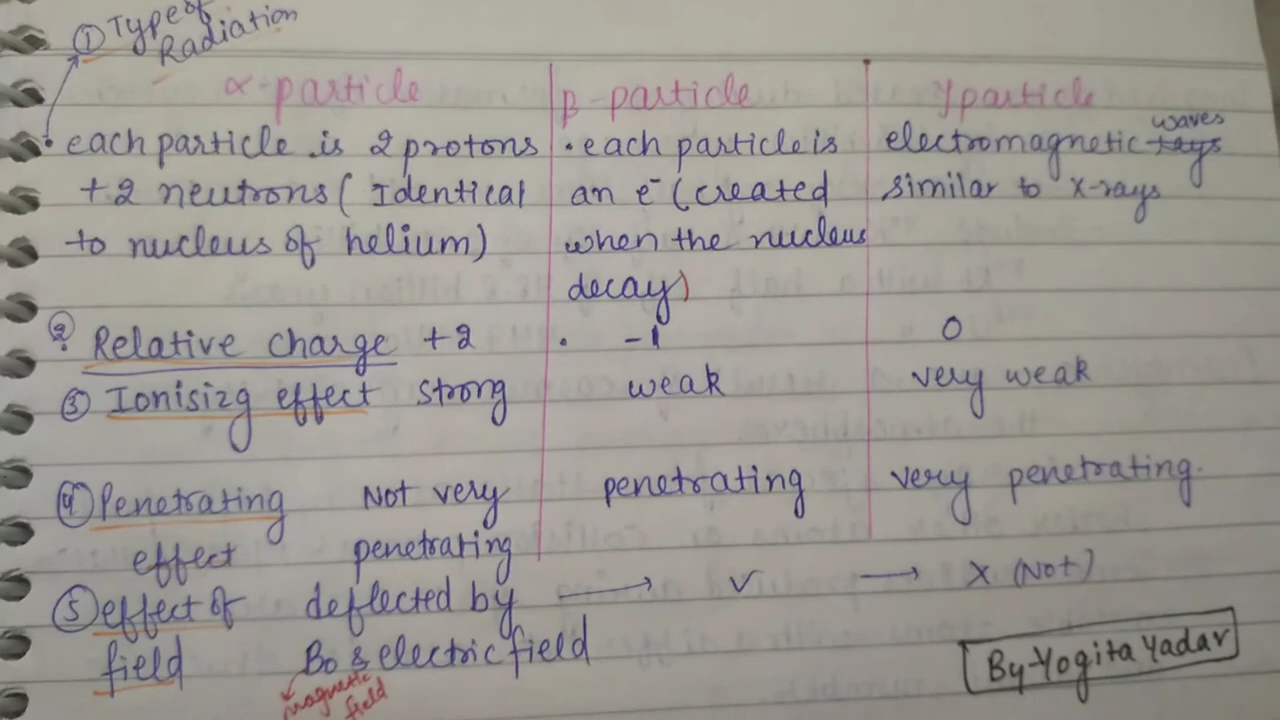 ① Type of
Radiation
α-particle β-particle γ particle
• each particle is 2 protons • each particle is electromagnetic rays waves
+2 neutrons ( Identical an e⁻ (created similar to x-rays
to nucleus of helium) when the nucleus
decay)
② Relative charge +2 • -1 0
③ Ionisizg effect strong weak very weak
④ Penetrating Not very penetrating very penetrating.
effect penetrating
⑤ effect of deflected by → ✓ → X (Not)
field Bo & electric field
magnetic
field
By-Yogita Yadav